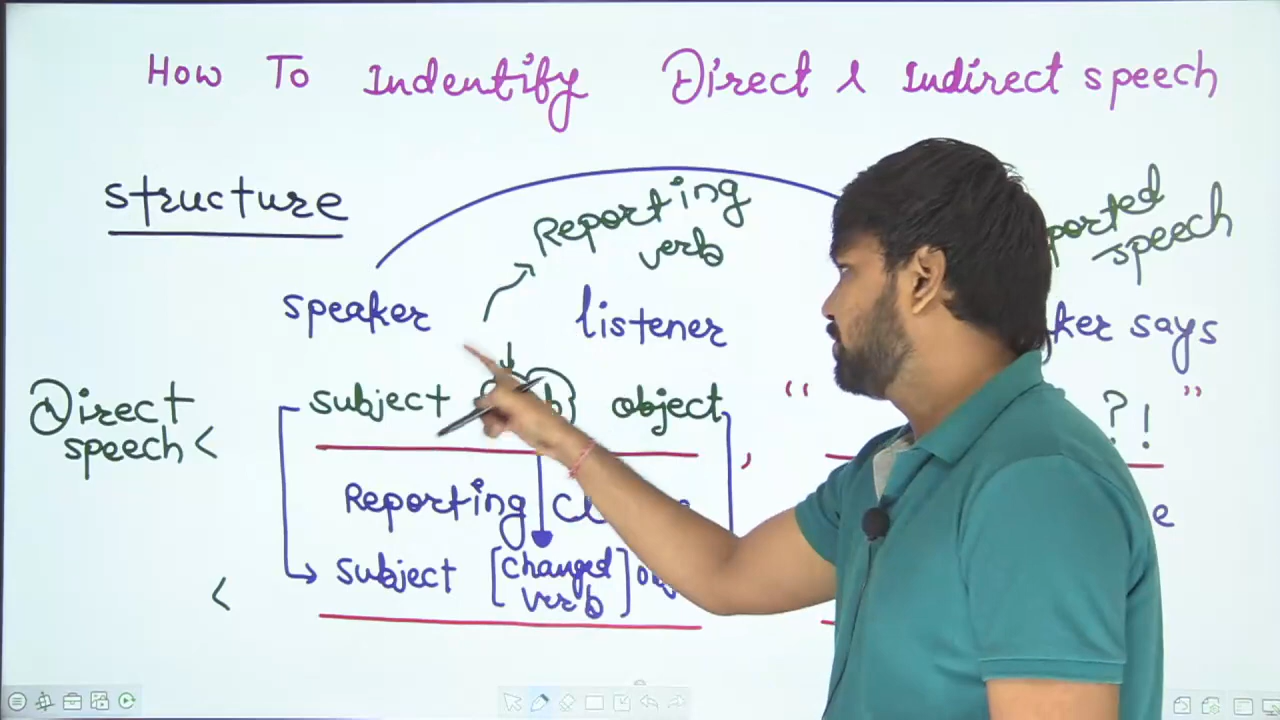 How To Indentify Direct & Indirect speech
structure
Reporting
verb
speech
speaker
listener
says
Direct
speech <
subject
object
“
? !
”
,
Reporting
subject [changed
verb]
<